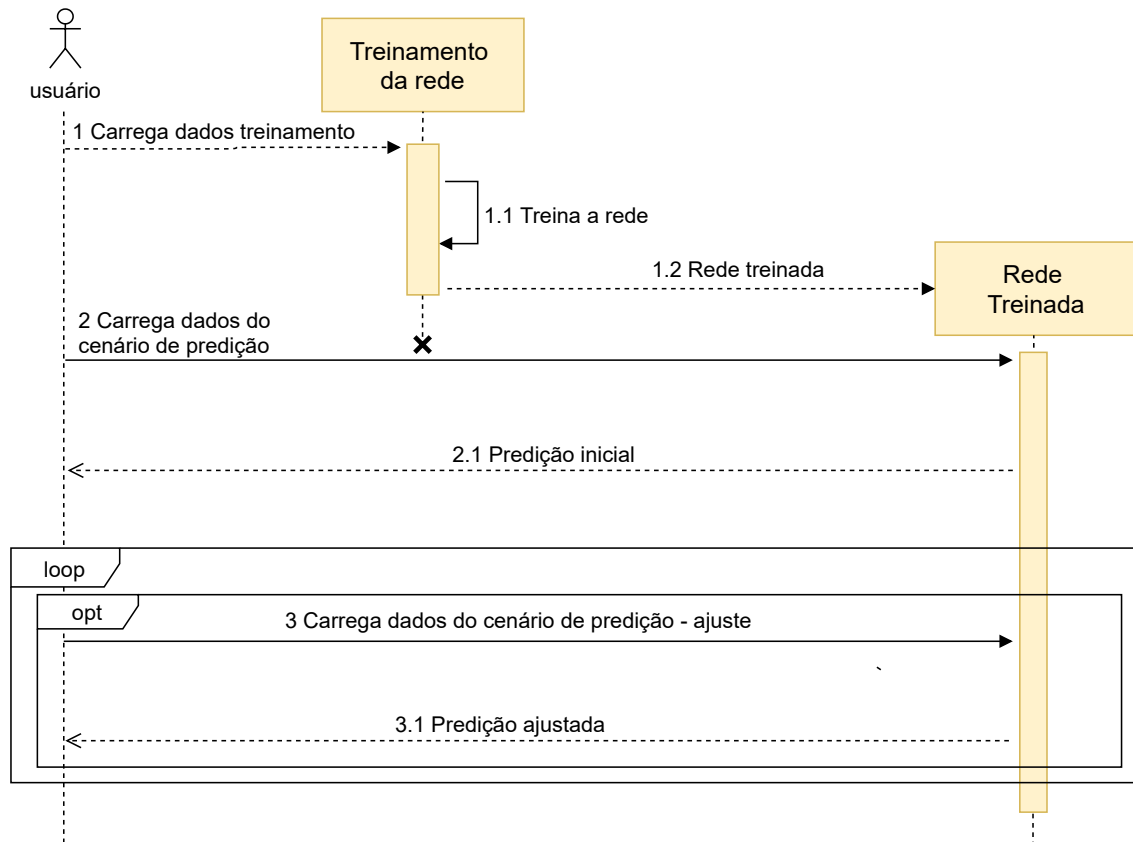 usuário
Treinamento
da rede
1 Carrega dados treinamento
1.1 Treina a rede
1.2 Rede treinada
Rede
Treinada
2 Carrega dados do
cenário de predição
2.1 Predição inicial
loop
opt
3 Carrega dados do cenário de predição - ajuste
3.1 Predição ajustada